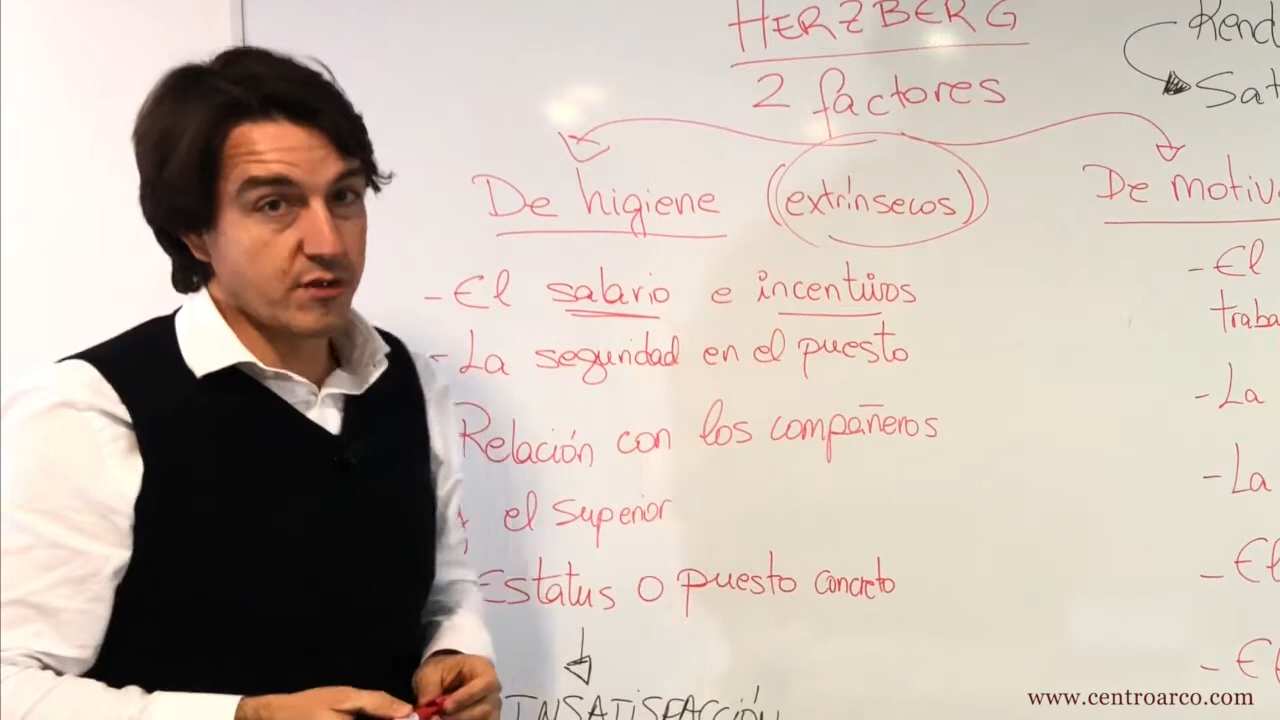 HERZBERG
2 factores
De higiene (extrínsecos)
- El salario e incentivos
- La seguridad en el puesto
Relación con los compañeros
y el superior
Estatus o puesto concreto
INSATISFACCIÓN
Rend
Sat
De motiv
- El
traba
- La
- La
- El
- El
www.centroarco.com